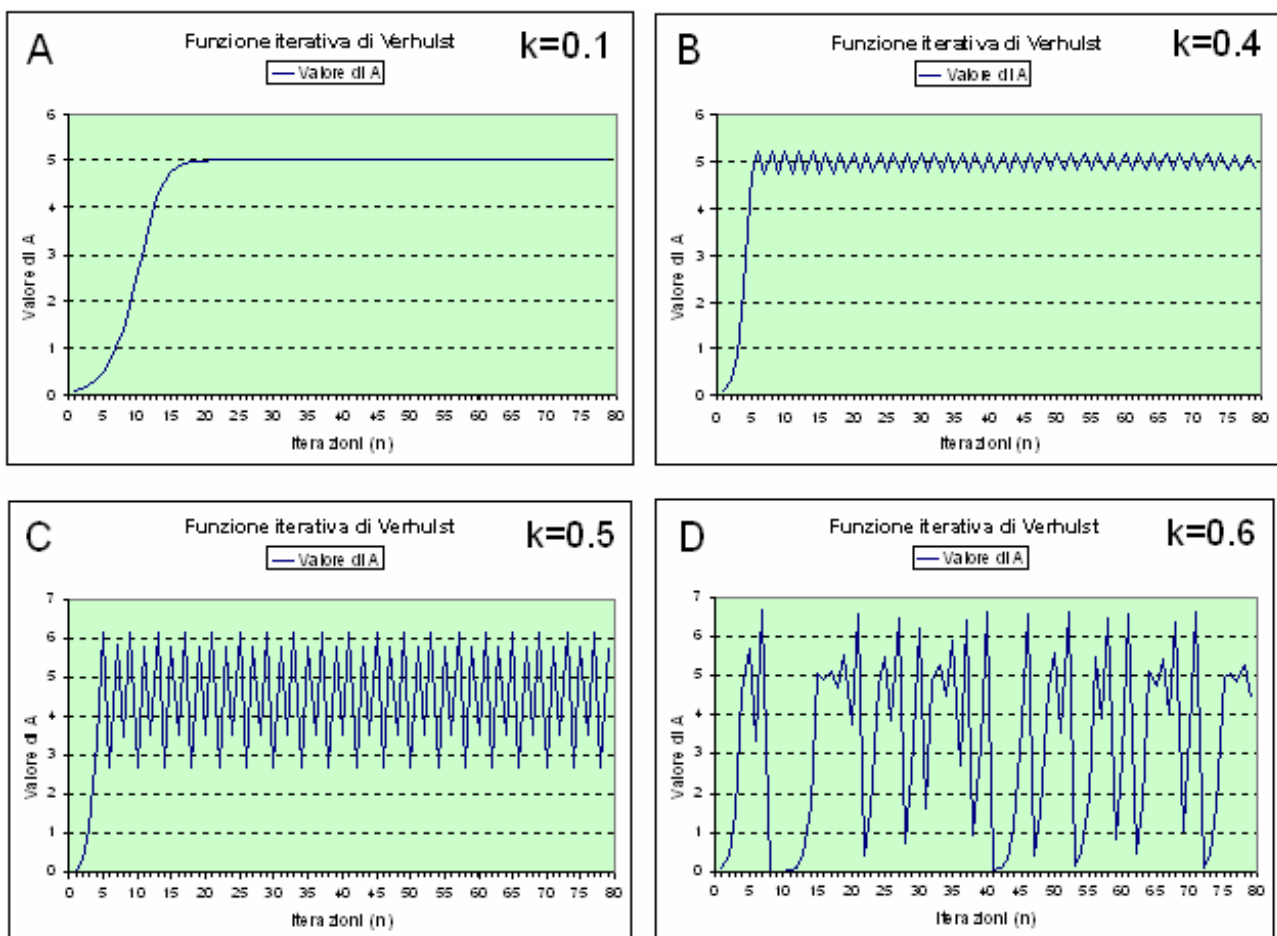 A
Funzione iterativa di Verhulst
k=0.1
Valore di A
6
5
4
3
2
1
0
Valore di A
0 5 10 15 20 25 30 35 40 45 50 55 60 65 70 75 80
Iterazioni (n)
B
Funzione iterativa di Verhulst
k=0.4
Valore di A
6
5
4
3
2
1
0
Valore di A
0 5 10 15 20 25 30 35 40 45 50 55 60 65 70 75 80
Iterazioni (n)
C
Funzione iterativa di Verhulst
k=0.5
Valore di A
7
6
5
4
3
2
1
0
Valore di A
0 5 10 15 20 25 30 35 40 45 50 55 60 65 70 75 80
Iterazioni (n)
D
Funzione iterativa di Verhulst
k=0.6
Valore di A
7
6
5
4
3
2
1
0
Valore di A
0 5 10 15 20 25 30 35 40 45 50 55 60 65 70 75 80
Iterazioni (n)